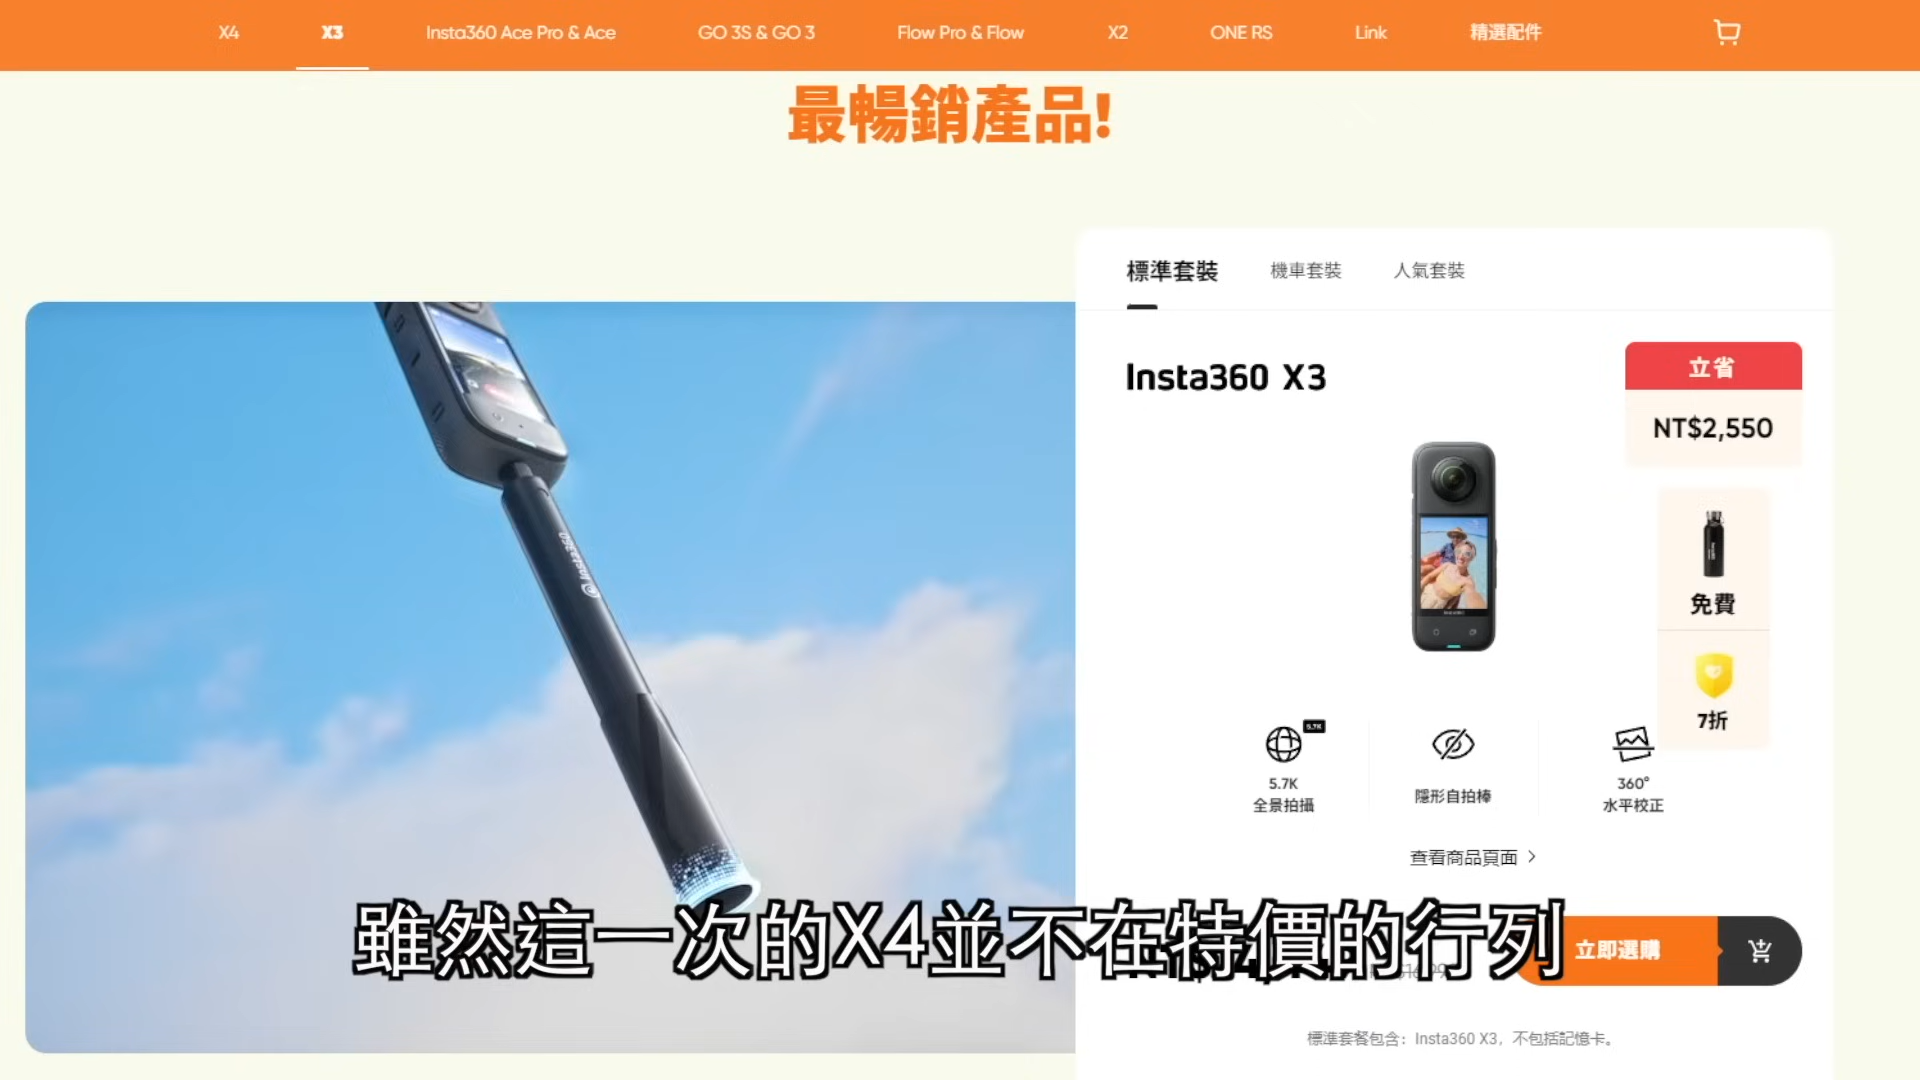 X4
X3
Insta360 Ace Pro & Ace
GO 3S & GO 3
Flow Pro & Flow
X2
ONE RS
Link
精選配件
最暢銷產品!
標準套裝
機車套裝
人氣套裝
Insta360 X3
立省
NT$2,550
免費
7折
Insta360
5.7K
5.7K
全景拍攝
隱形自拍棒
360°
水平校正
查看商品頁面 >
雖然這一次的X4並不在特價的行列
立即選購
標準套餐包含：Insta360 X3，不包括記憶卡。